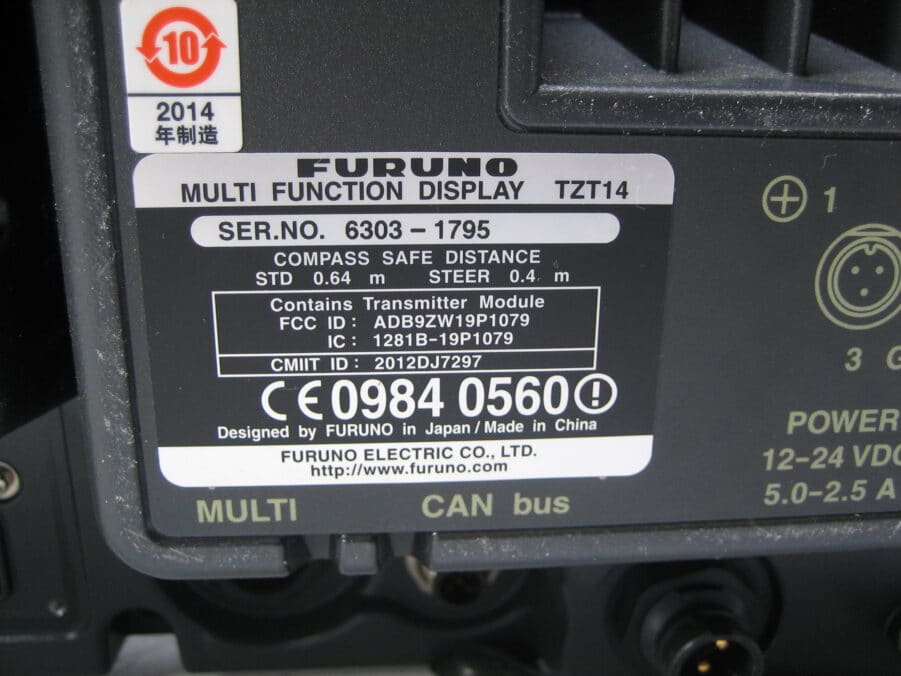 10
2014
年制造
FURUNO
MULTI FUNCTION DISPLAY TZT14
SER.NO. 6303-1795
COMPASS SAFE DISTANCE
STD 0.64 m STEER 0.4 m
Contains Transmitter Module
FCC ID: ADB9ZW19P1079
IC: 1281B-19P1079
CMIIT ID: 2012DJ7297
CE 0984 0560
Designed by FURUNO in Japan/Made in China
FURUNO ELECTRIC CO., LTD.
http://www.furuno.com
MULTI CAN bus
+ 1
3 G
POWER
12-24 VDC
5.0-2.5 A